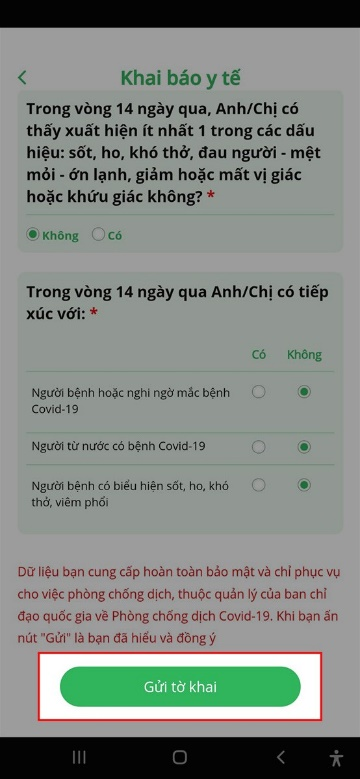 Khai báo y tế
Trong vòng 14 ngày qua, Anh/Chị có
thấy xuất hiện ít nhất 1 trong các dấu
hiệu: sốt, ho, khó thở, đau người - mệt
mỏi - ớn lạnh, giảm hoặc mất vị giác
hoặc khứu giác không? *
Không Có
Trong vòng 14 ngày qua Anh/Chị có tiếp
xúc với: *
Có Không
Người bệnh hoặc nghi ngờ mắc bệnh
Covid-19
Người từ nước có bệnh Covid-19
Người bệnh có biểu hiện sốt, ho, khó
thở, viêm phổi
Dữ liệu bạn cung cấp hoàn toàn bảo mật và chỉ phục vụ
cho việc phòng chống dịch, thuộc quản lý của ban chỉ
đạo quốc gia về Phòng chống dịch Covid-19. Khi bạn ấn
nút "Gửi" là bạn đã hiểu và đồng ý
Gửi tờ khai